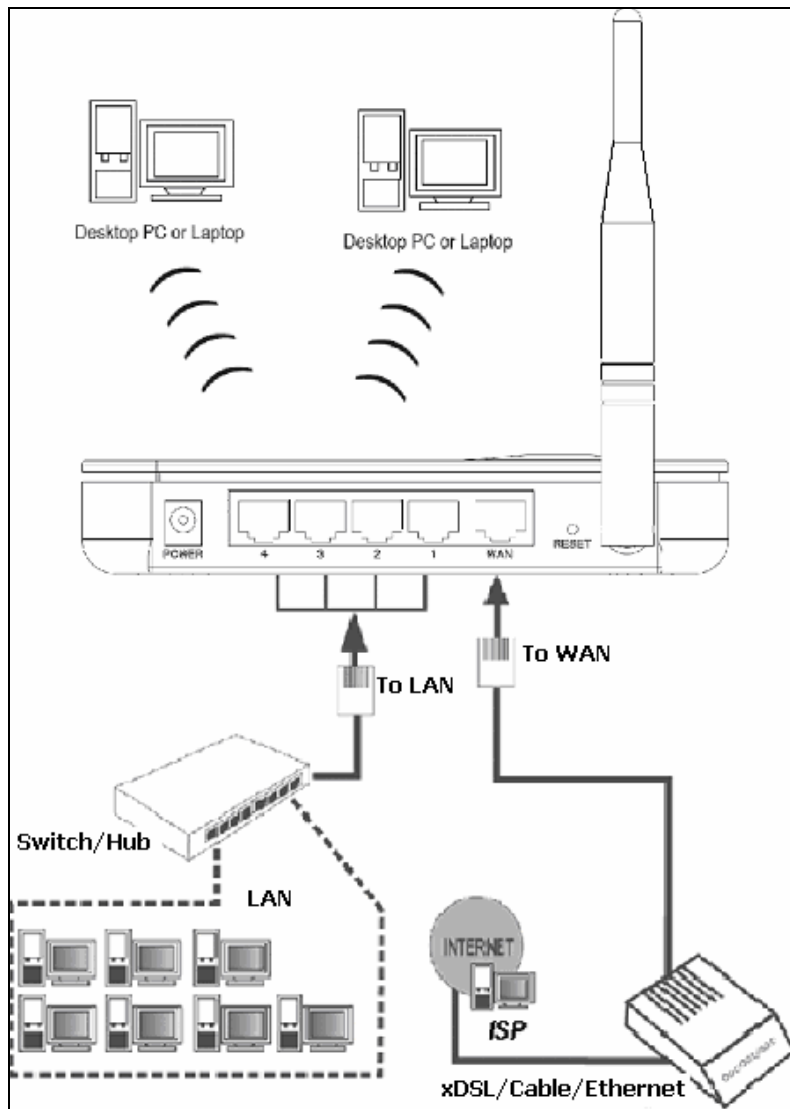 Desktop PC or Laptop
Desktop PC or Laptop
POWER
4
3
2
1
WAN
RESET
To LAN
To WAN
Switch/Hub
LAN
INTERNET
ISP
xDSL/Cable/Ethernet